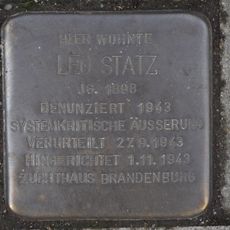 HIER WOHNTE
LEO STATZ
JG. 1898
DENUNZIERT 1943
SYSTEMKRITISCHE ÄUSSERUNG
VERURTEILT 27.9.1943
HINGERICHTET 1.11.1943
ZUCHTHAUS BRANDENBURG